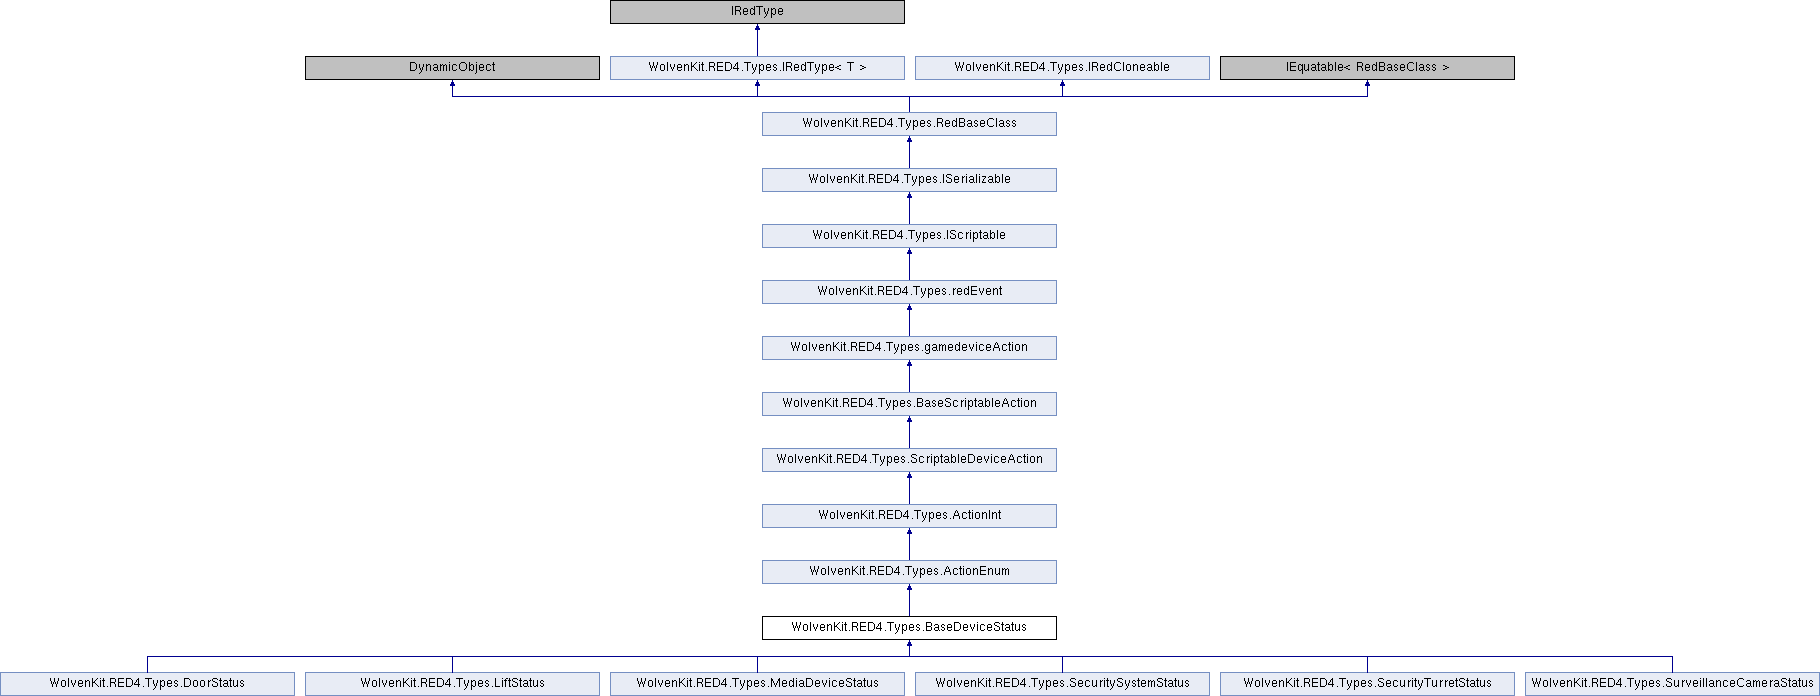 IRedType
DynamicObject
WolvenKit.RED4.Types.IRedType< T >
WolvenKit.RED4.Types.IRedCloneable
IEquatable< RedBaseClass >
WolvenKit.RED4.Types.RedBaseClass
WolvenKit.RED4.Types.ISerializable
WolvenKit.RED4.Types.IScriptable
WolvenKit.RED4.Types.redEvent
WolvenKit.RED4.Types.gamedeviceAction
WolvenKit.RED4.Types.BaseScriptableAction
WolvenKit.RED4.Types.ScriptableDeviceAction
WolvenKit.RED4.Types.ActionInt
WolvenKit.RED4.Types.ActionEnum
WolvenKit.RED4.Types.BaseDeviceStatus
WolvenKit.RED4.Types.DoorStatus
WolvenKit.RED4.Types.LiftStatus
WolvenKit.RED4.Types.MediaDeviceStatus
WolvenKit.RED4.Types.SecuritySystemStatus
WolvenKit.RED4.Types.SecurityTurretStatus
WolvenKit.RED4.Types.SurveillanceCameraStatus